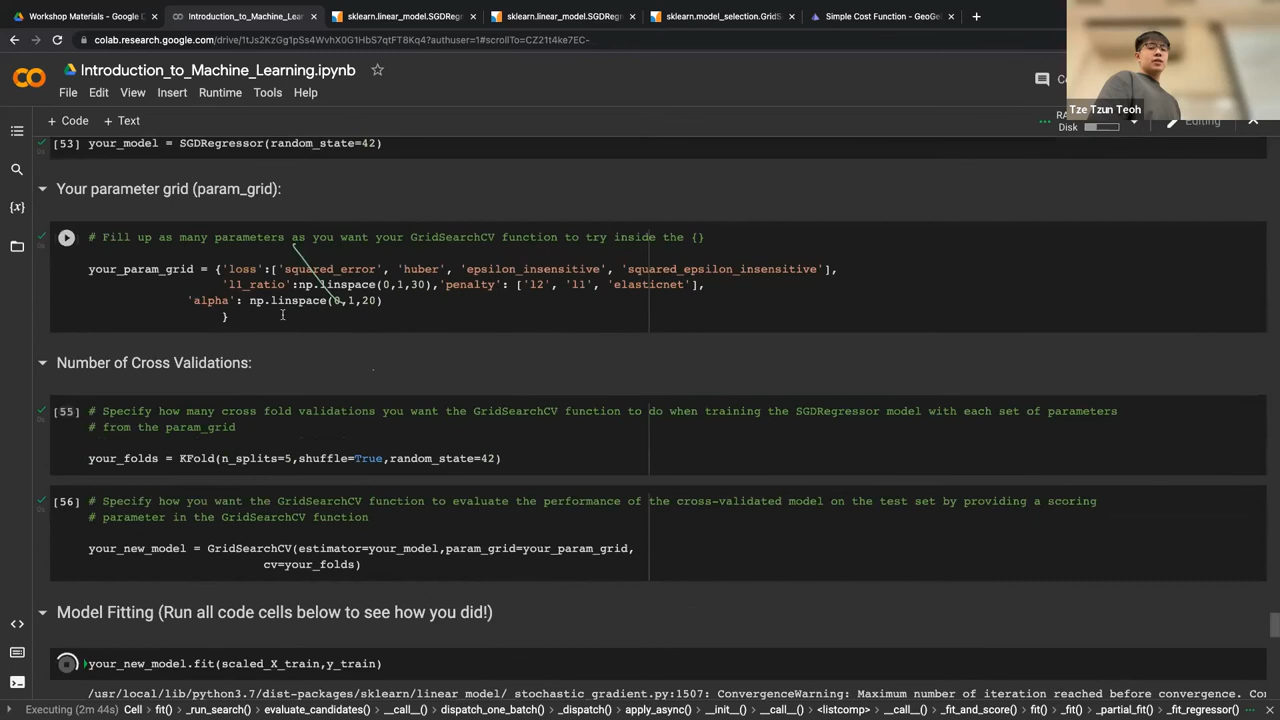 Workshop Materials - Google D
Introduction_to_Machine_Learni
sklearn.linear_model.SGDRegr
sklearn.linear_model.SGDRegr
sklearn.model_selection.GridS
Simple Cost Function - GeoGeb
colab.research.google.com/drive/1tJs2KzGg1pSs4WvhX0G1HbS7qtFT8Kq4?authuser=1#scrollTo=CZ21t4ke7EC-
Introduction_to_Machine_Learning.ipynb
File Edit View Insert Runtime Tools Help
Tze Tzun Teoh
+ Code + Text
Disk
Editing
[53] your_model = SGDRegressor(random_state=42)
Your parameter grid (param_grid):
# Fill up as many parameters as you want your GridSearchCV function to try inside the {}
your_param_grid = {'loss':['squared_error', 'huber', 'epsilon_insensitive', 'squared_epsilon_insensitive'],
'l1_ratio':np.linspace(0,1,30),'penalty': ['l2', 'l1', 'elasticnet'],
'alpha': np.linspace(0,1,20)
}
Number of Cross Validations:
[55] # Specify how many cross fold validations you want the GridSearchCV function to do when training the SGDRegressor model with each set of parameters
# from the param_grid
your_folds = KFold(n_splits=5,shuffle=True,random_state=42)
[56] # Specify how you want the GridSearchCV function to evaluate the performance of the cross-validated model on the test set by providing a scoring
# parameter in the GridSearchCV function
your_new_model = GridSearchCV(estimator=your_model,param_grid=your_param_grid,
cv=your_folds)
Model Fitting (Run all code cells below to see how you did!)
your_new_model.fit(scaled_X_train,y_train)
/usr/local/lib/python3.7/dist-packages/sklearn/linear_model/_stochastic_gradient.py:1507: ConvergenceWarning: Maximum number of iteration reached before convergence. Con
Executing (2m 44s) Cell > fit() > _run_search() > evaluate_candidates() > __call__() > dispatch_one_batch() > _dispatch() > apply_async() > __init__() > __call__() > <listcomp> > __call__() > _fit_and_score() > fit() > _fit() > _partial_fit() > _fit_regressor()